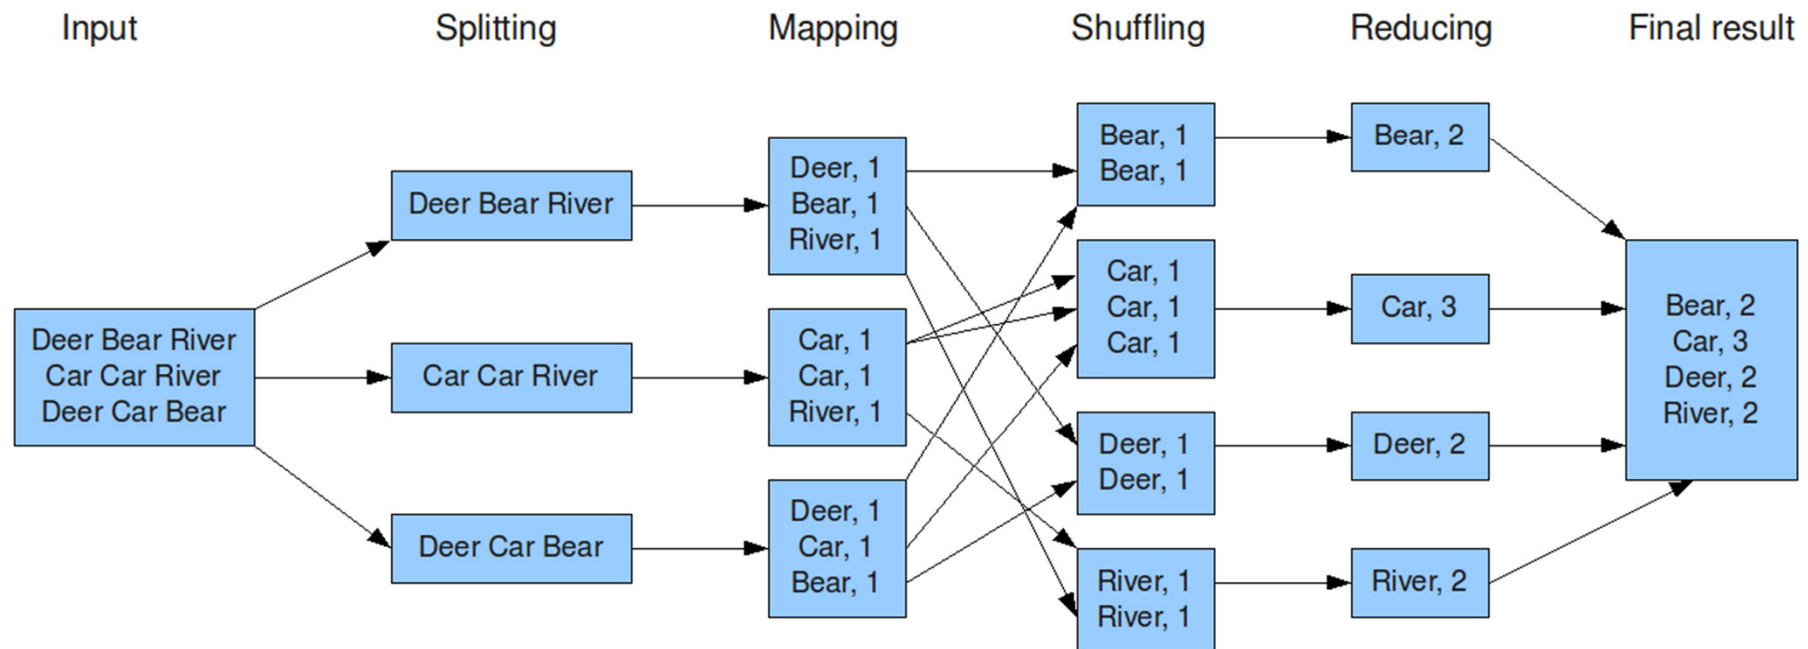 Input
Splitting
Mapping
Shuffling
Reducing
Final result
Deer Bear River
Car Car River
Deer Car Bear
Deer Bear River
Car Car River
Deer Car Bear
Deer, 1
Bear, 1
River, 1
Car, 1
Car, 1
River, 1
Deer, 1
Car, 1
Bear, 1
Bear, 1
Bear, 1
Car, 1
Car, 1
Car, 1
Deer, 1
Deer, 1
River, 1
River, 1
Bear, 2
Car, 3
Deer, 2
River, 2
Bear, 2
Car, 3
Deer, 2
River, 2